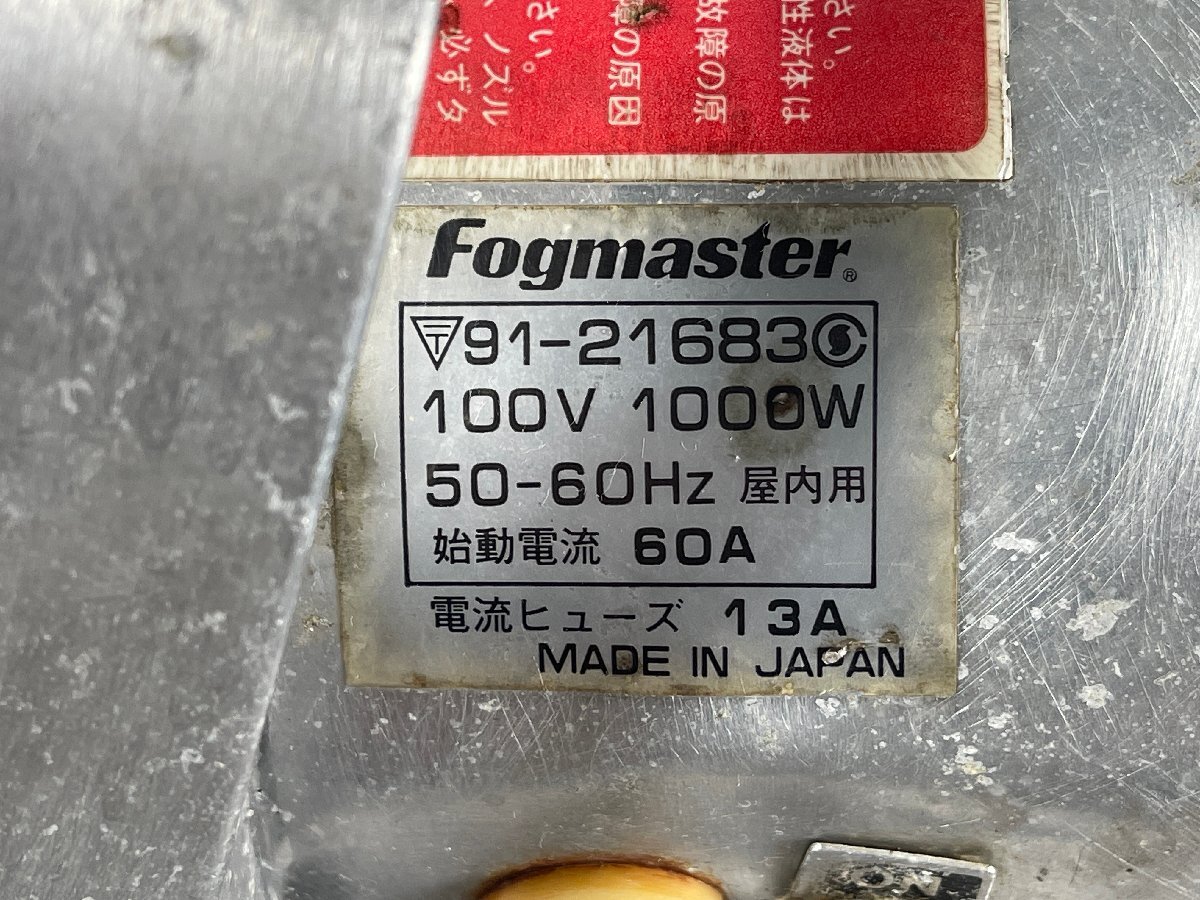 さい。
性液体は
故障の原
障の原因
さい。
、ノズル
必ずタ
Fogmaster®
〒91-21683
100V 1000W
50-60Hz 屋内用
始動電流 60A
電流ヒューズ 13A
MADE IN JAPAN